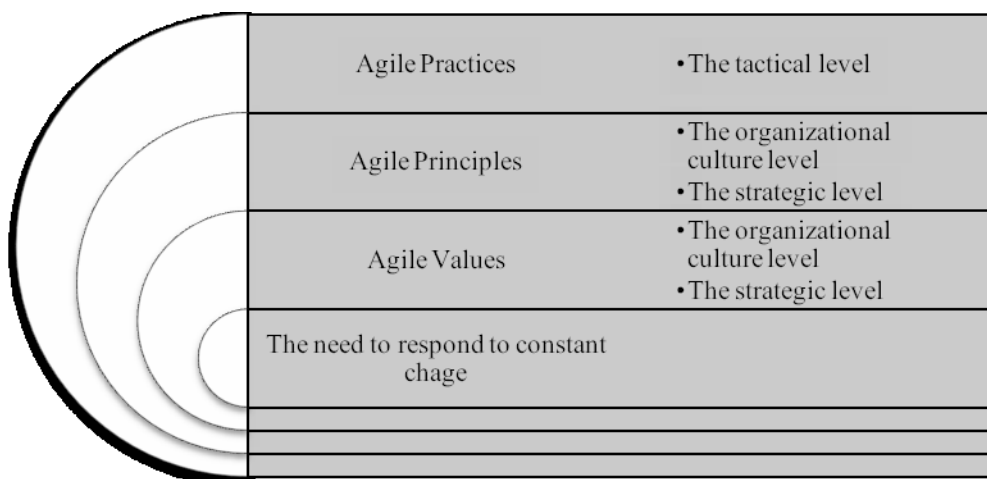 Agile Practices
•The tactical level
Agile Principles
•The organizational
culture level
•The strategic level
Agile Values
•The organizational
culture level
•The strategic level
The need to respond to constant
chage